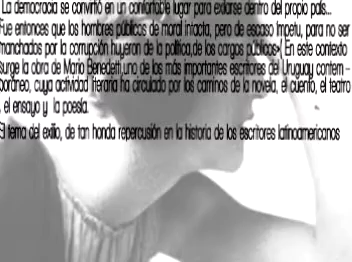 La democracia se convirtió en un confortable lugar para exiliarse dentro del propio país...
Fue entonces que los hombres públicos de moral intacta, pero de escaso ímpetu, para no ser
manchados por la corrupción huyeron de la política,de los cargos públicos».En este contexto
surge la obra de Mario Benedetti,uno de los más importantes escritores del Uruguay contem-
poráneo, cuya actividad literaria ha circulado por los caminos de la novela, el cuento, el teatro
, el ensayo y la poesía.
El tema del exilio, de tan honda repercusión en la historia de los escritores latinoamericanos